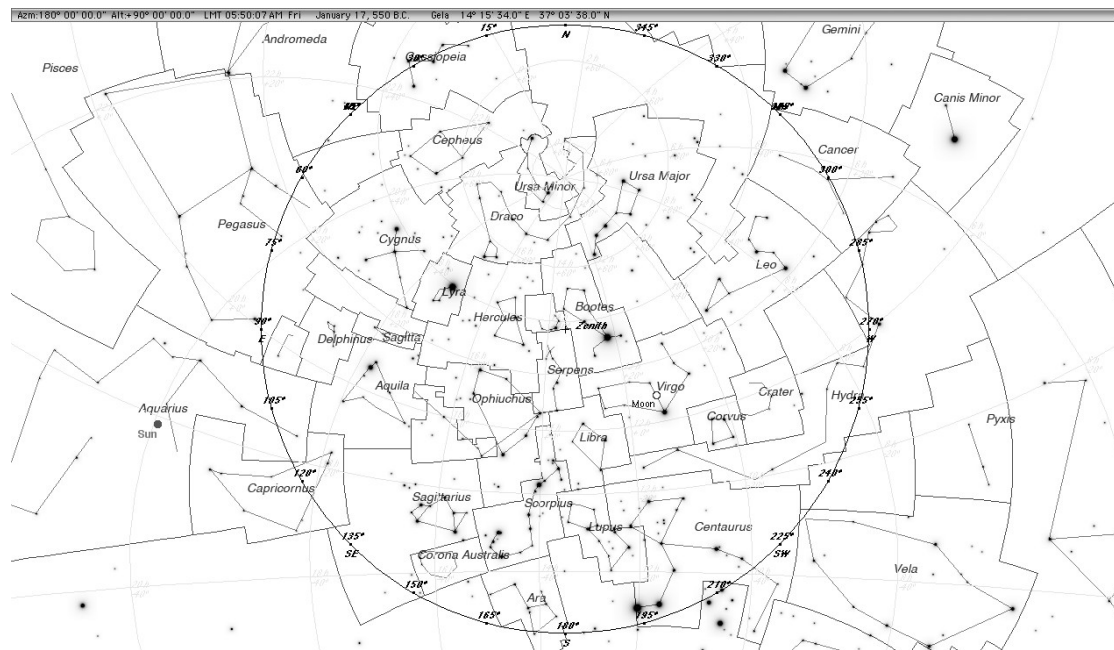 Azm:180° 00' 00.0" Alt:+90° 00' 00.0" LMT 05:50:07 AM Fri January 17, 550 B.C. Gela 14° 15' 34.0" E 37° 03' 38.0" N
15°
N
345°
Gemini
Andromeda
Cassiopeia
30°
330°
Pisces
Canis Minor
Cepheus
Cancer
60°
300°
Ursa Minor
Ursa Major
Draco
Pegasus
75°
Cygnus
285°
Leo
Lyra
Bootes
Hercules
90°
E
Zenith
270°
W
Delphinus
Sagitta
Serpens
Aquila
Ophiuchus
Virgo
Crater
Hydra
Moon
105°
255°
Aquarius
Sun
Corvus
Pyxis
Libra
120°
240°
Capricornus
Sagittarius
Scorpius
Lupus
Centaurus
135°
SE
225°
SW
Corona Australis
Vela
150°
210°
Ara
165°
180°
S
195°